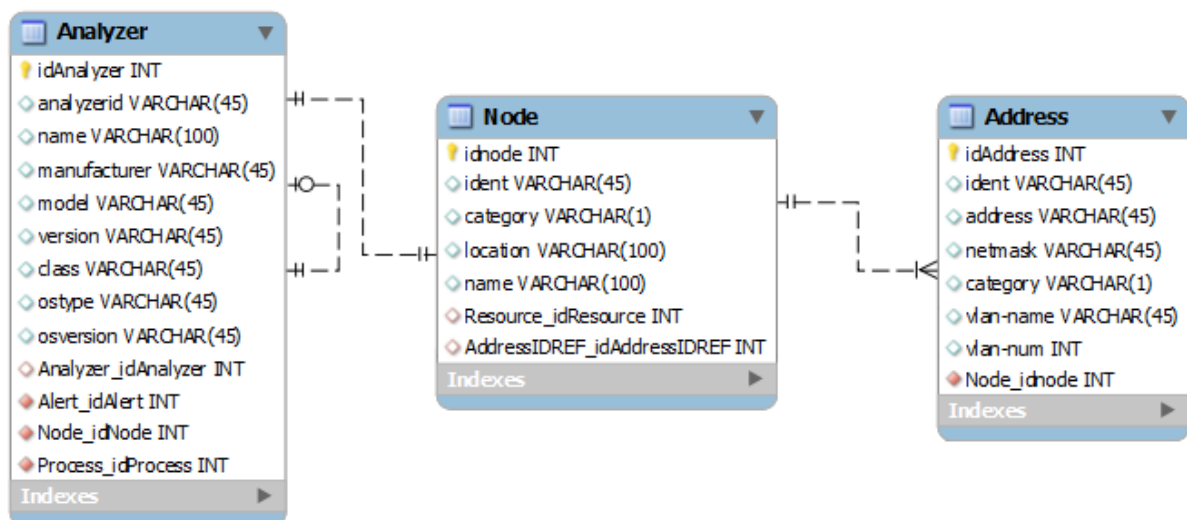 Analyzer
idAnalyzer INT
analyzerid VARCHAR(45)
name VARCHAR(100)
manufacturer VARCHAR(45)
model VARCHAR(45)
version VARCHAR(45)
class VARCHAR(45)
ostype VARCHAR(45)
osversion VARCHAR(45)
Analyzer_idAnalyzer INT
Alert_idAlert INT
Node_idNode INT
Process_idProcess INT
Indexes
Node
idnode INT
ident VARCHAR(45)
category VARCHAR(1)
location VARCHAR(100)
name VARCHAR(100)
Resource_idResource INT
AddressIDREF_idAddressIDREF INT
Indexes
Address
idAddress INT
ident VARCHAR(45)
address VARCHAR(45)
netmask VARCHAR(45)
category VARCHAR(1)
vlan-name VARCHAR(45)
vlan-num INT
Node_idnode INT
Indexes